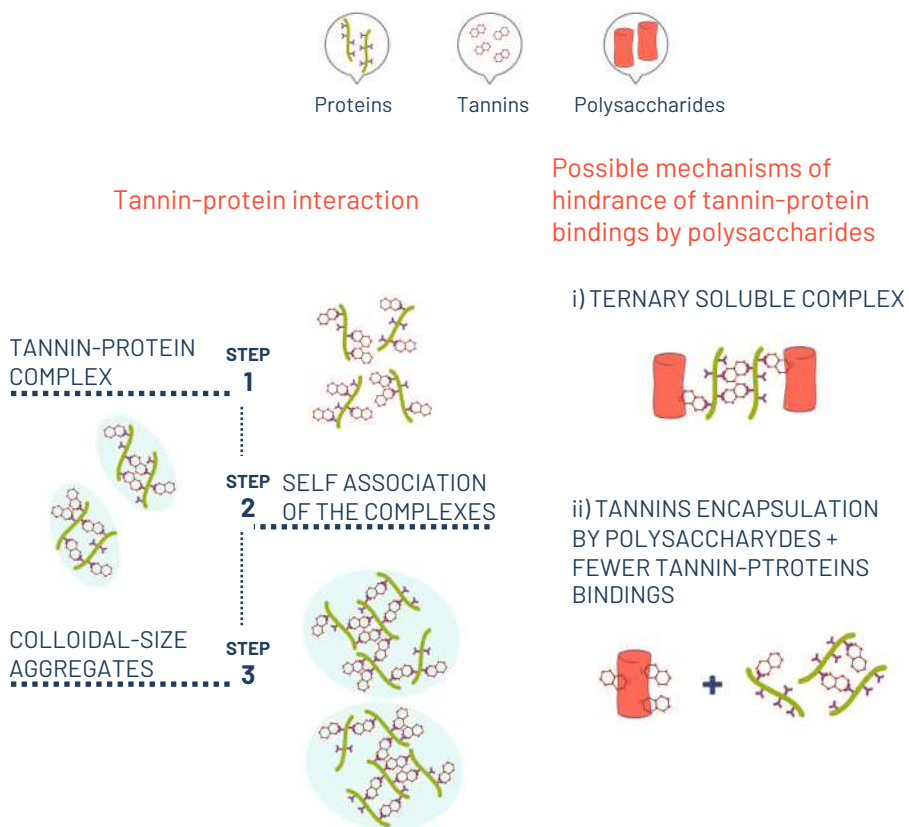 Proteins
Tannins
Polysaccharides
Tannin-protein interaction
Possible mechanisms of
hindrance of tannin-protein
bindings by polysaccharides
TANNIN-PROTEIN
COMPLEX
STEP
1
STEP
2
SELF ASSOCIATION
OF THE COMPLEXES
COLLOIDAL-SIZE
AGGREGATES
STEP
3
i) TERNARY SOLUBLE COMPLEX
ii) TANNINS ENCAPSULATION
BY POLYSACCHARYDES +
FEWER TANNIN-PTROTEINS
BINDINGS
+